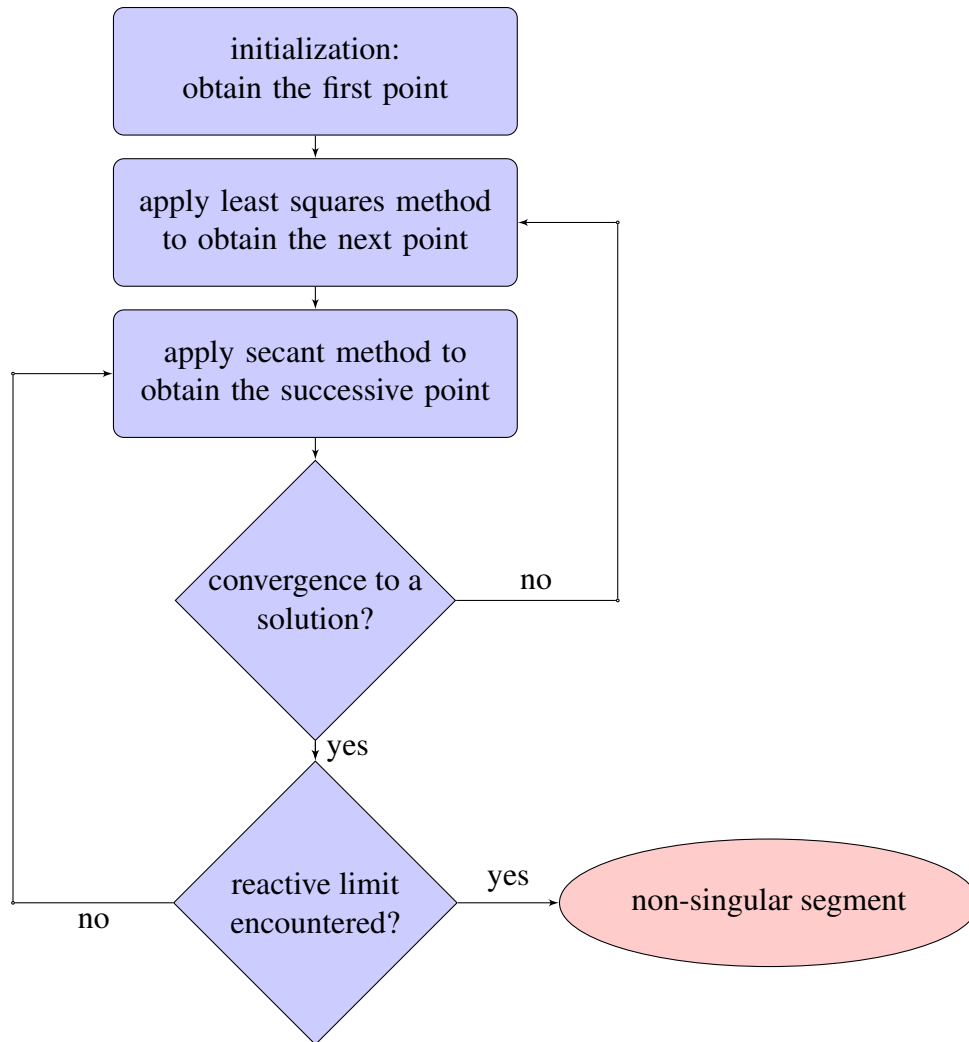 initialization:
obtain the first point
apply least squares method
to obtain the next point
apply secant method to
obtain the successive point
convergence to a
solution?
no
yes
reactive limit
encountered?
no
yes
non-singular segment